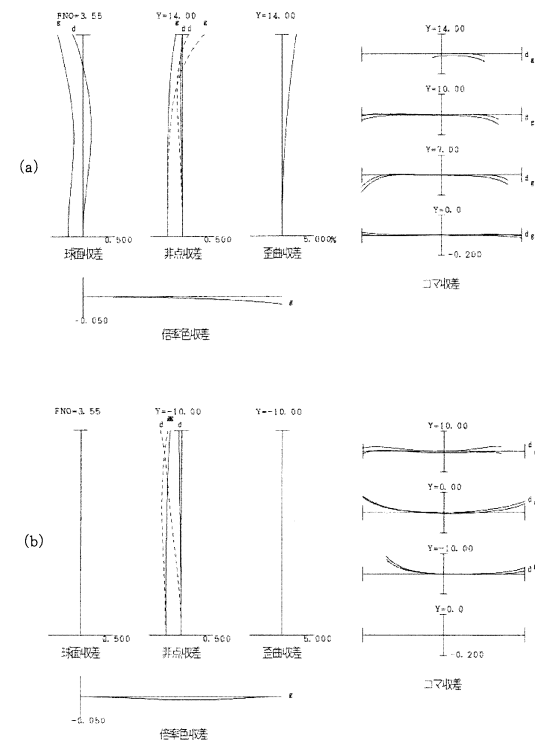 (a)
FNO=3.55
g
d
0.500
球面収差
Y=14.00
g
d d
g
0.500
非点収差
Y=14.00
5.000%
歪曲収差
-0.050
g
倍率色収差
Y=14.00
d
g
Y=10.00
d
g
Y=7.00
d
g
Y=0.0
d
g
-0.200
コマ収差
(b)
FNO=3.55
0.500
球面収差
Y=-10.00
d
d
0.500
非点収差
Y=-10.00
5.000
歪曲収差
-0.050
g
倍率色収差
Y=10.00
d
Y=0.00
d
Y=-10.00
d
Y=0.0
-0.200
コマ収差